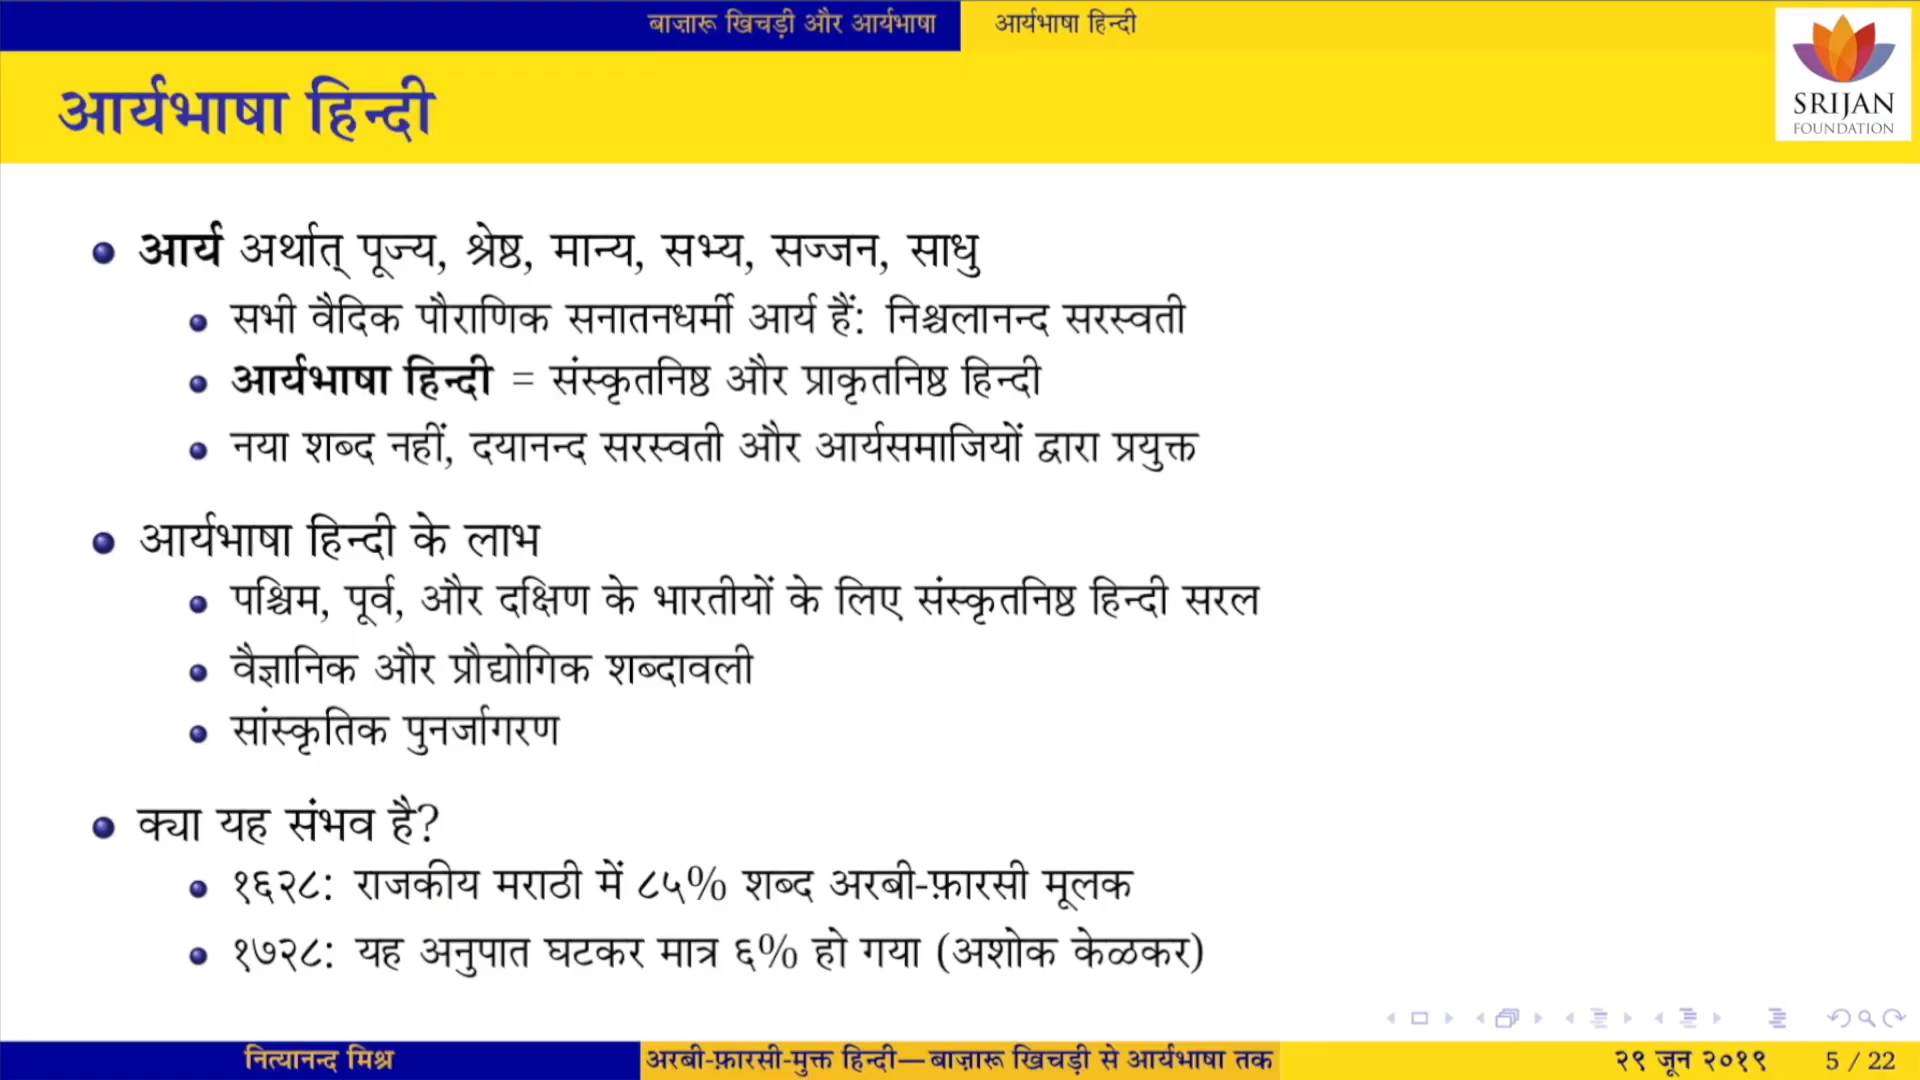 बाज़ारू खिचड़ी और आर्यभाषा
आर्यभाषा हिन्दी
आर्यभाषा हिन्दी
SRIJAN
FOUNDATION
आर्य अर्थात् पूज्य, श्रेष्ठ, मान्य, सभ्य, सज्जन, साधु
सभी वैदिक पौराणिक सनातनधर्मी आर्य हैं: निश्चलानन्द सरस्वती
आर्यभाषा हिन्दी = संस्कृतनिष्ठ और प्राकृतनिष्ठ हिन्दी
नया शब्द नहीं, दयानन्द सरस्वती और आर्यसमाजियों द्वारा प्रयुक्त
आर्यभाषा हिन्दी के लाभ
पश्चिम, पूर्व, और दक्षिण के भारतीयों के लिए संस्कृतनिष्ठ हिन्दी सरल
वैज्ञानिक और प्रौद्योगिक शब्दावली
सांस्कृतिक पुनर्जागरण
क्या यह संभव है?
१६२८: राजकीय मराठी में ८५% शब्द अरबी-फ़ारसी मूलक
१७२८: यह अनुपात घटकर मात्र ६% हो गया (अशोक केळकर)
नित्यानन्द मिश्र
अरबी-फ़ारसी-मुक्त हिन्दी—बाज़ारू खिचड़ी से आर्यभाषा तक
२९ जून २०१९
5 / 22